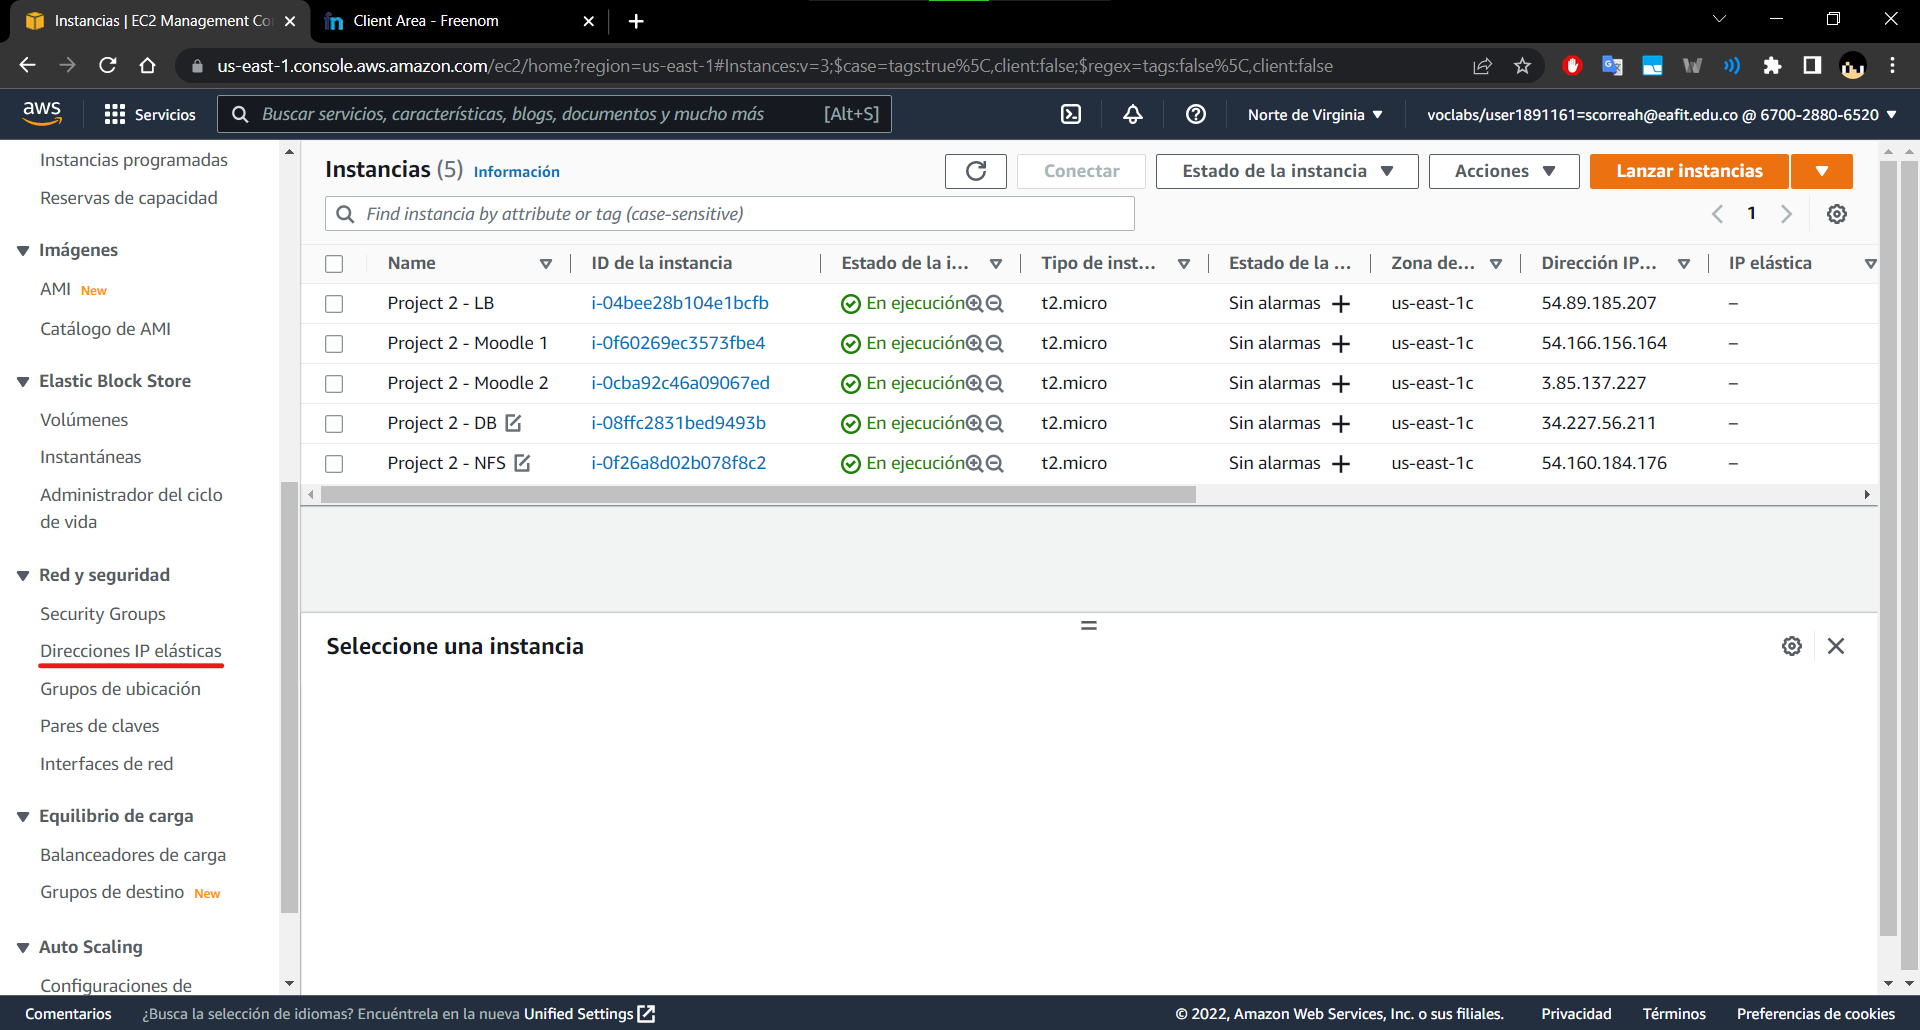 Instancias | EC2 Management Co
Client Area - Freenom
us-east-1.console.aws.amazon.com/ec2/home?region=us-east-1#Instances:v=3;$case=tags:true%5C,client:false;$regex=tags:false%5C,client:false
aws
Servicios
Buscar servicios, características, blogs, documentos y mucho más [Alt+S]
Norte de Virginia
voclabs/user1891161=scorreah@eafit.edu.co @ 6700-2880-6520
Instancias programadas
Reservas de capacidad
Imágenes
AMI New
Catálogo de AMI
Elastic Block Store
Volúmenes
Instantáneas
Administrador del ciclo
de vida
Red y seguridad
Security Groups
Direcciones IP elásticas
Grupos de ubicación
Pares de claves
Interfaces de red
Equilibrio de carga
Balanceadores de carga
Grupos de destino New
Auto Scaling
Configuraciones de
Instancias (5) Información
Conectar
Estado de la instancia
Acciones
Lanzar instancias
Find instancia by attribute or tag (case-sensitive)
1
Name ID de la instancia Estado de la i... Tipo de inst... Estado de la ... Zona de... Dirección IP... IP elástica
Project 2 - LB i-04bee28b104e1bcfb En ejecución t2.micro Sin alarmas + us-east-1c 54.89.185.207 –
Project 2 - Moodle 1 i-0f60269ec3573fbe4 En ejecución t2.micro Sin alarmas + us-east-1c 54.166.156.164 –
Project 2 - Moodle 2 i-0cba92c46a09067ed En ejecución t2.micro Sin alarmas + us-east-1c 3.85.137.227 –
Project 2 - DB i-08ffc2831bed9493b En ejecución t2.micro Sin alarmas + us-east-1c 34.227.56.211 –
Project 2 - NFS i-0f26a8d02b078f8c2 En ejecución t2.micro Sin alarmas + us-east-1c 54.160.184.176 –
Seleccione una instancia
Comentarios
¿Busca la selección de idiomas? Encuéntrela en la nueva Unified Settings
© 2022, Amazon Web Services, Inc. o sus filiales.
Privacidad
Términos
Preferencias de cookies